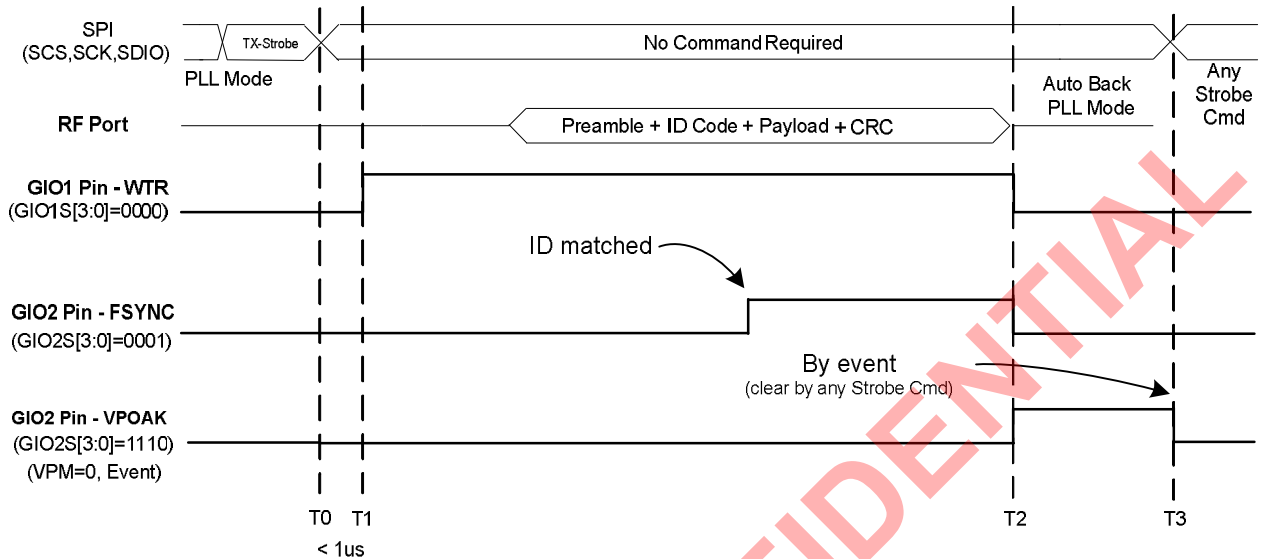 SPI
(SCS,SCK,SDIO)
TX-Strobe
No Command Required
PLL Mode
Auto Back
PLL Mode
Any
Strobe
Cmd
RF Port
Preamble + ID Code + Payload + CRC
GIO1 Pin - WTR
(GIO1S[3:0]=0000)
ID matched
GIO2 Pin - FSYNC
(GIO2S[3:0]=0001)
By event
(clear by any Strobe Cmd)
GIO2 Pin - VPOAK
(GIO2S[3:0]=1110)
(VPM=0, Event)
T0 T1 T2 T3
< 1us
FIDENTIAL